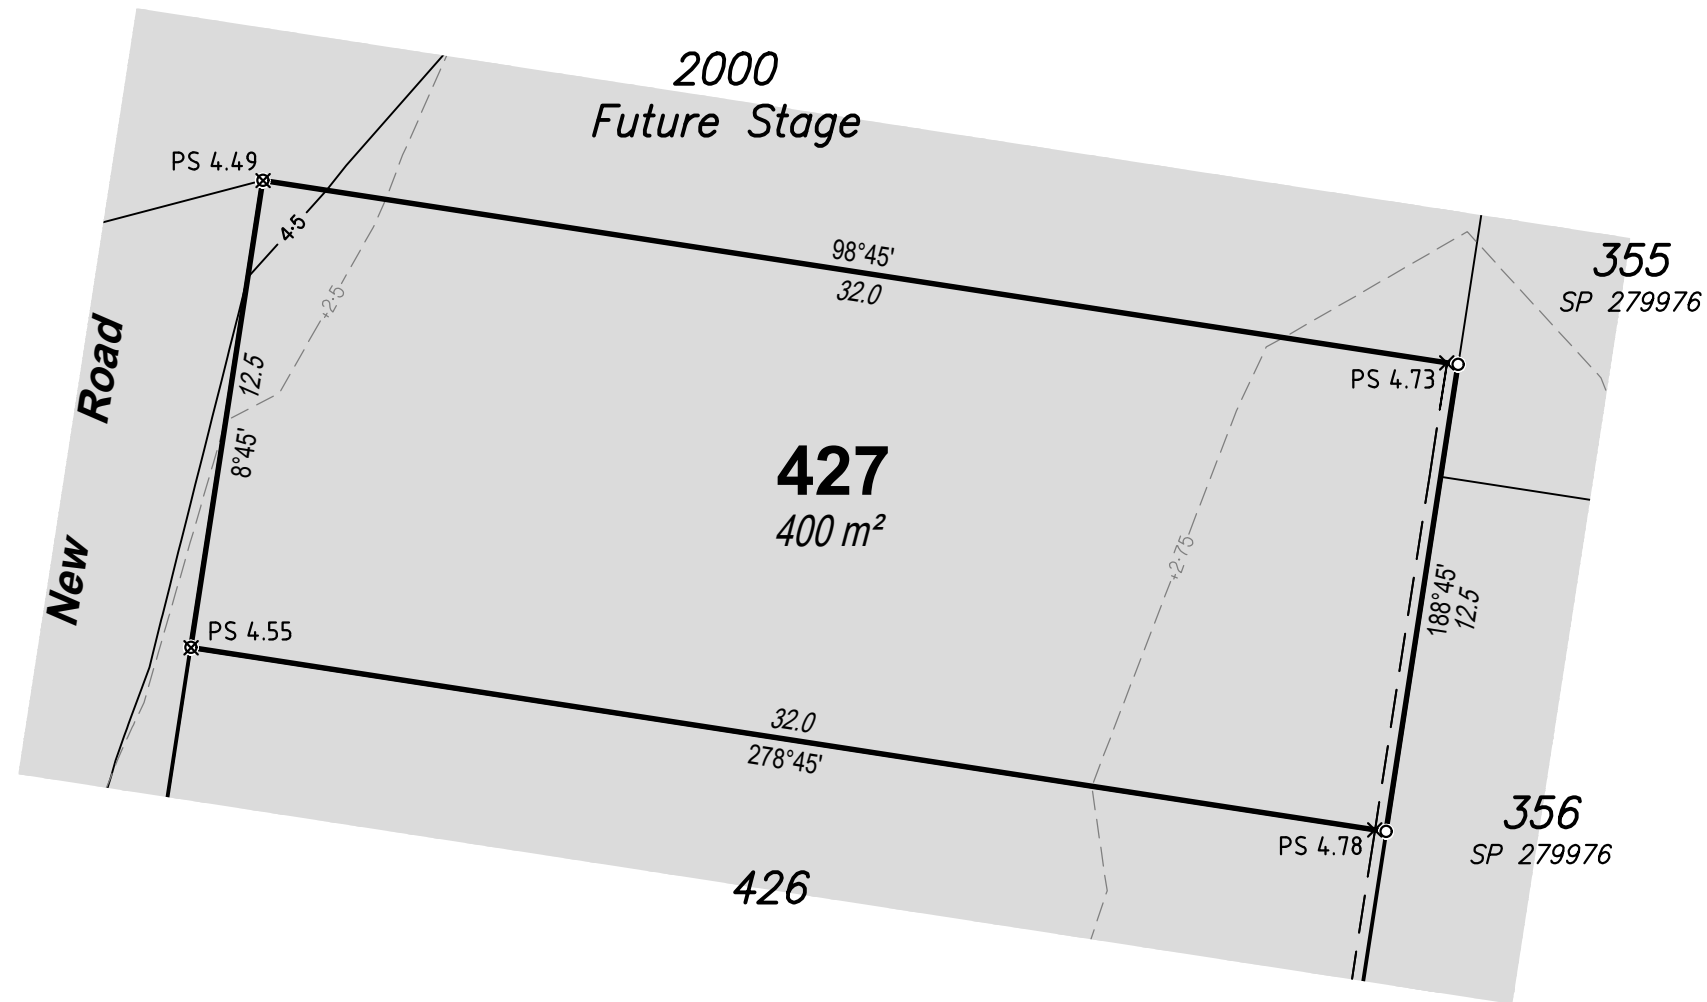 2000
Future Stage
PS 4.49
4·5
98°45'
32.0
355
SP 279976
+2·5
Road
12.5
8°45'
PS 4.73
427
400 m²
+2·75
New
188°45'
12.5
PS 4.55
32.0
278°45'
356
SP 279976
PS 4.78
426